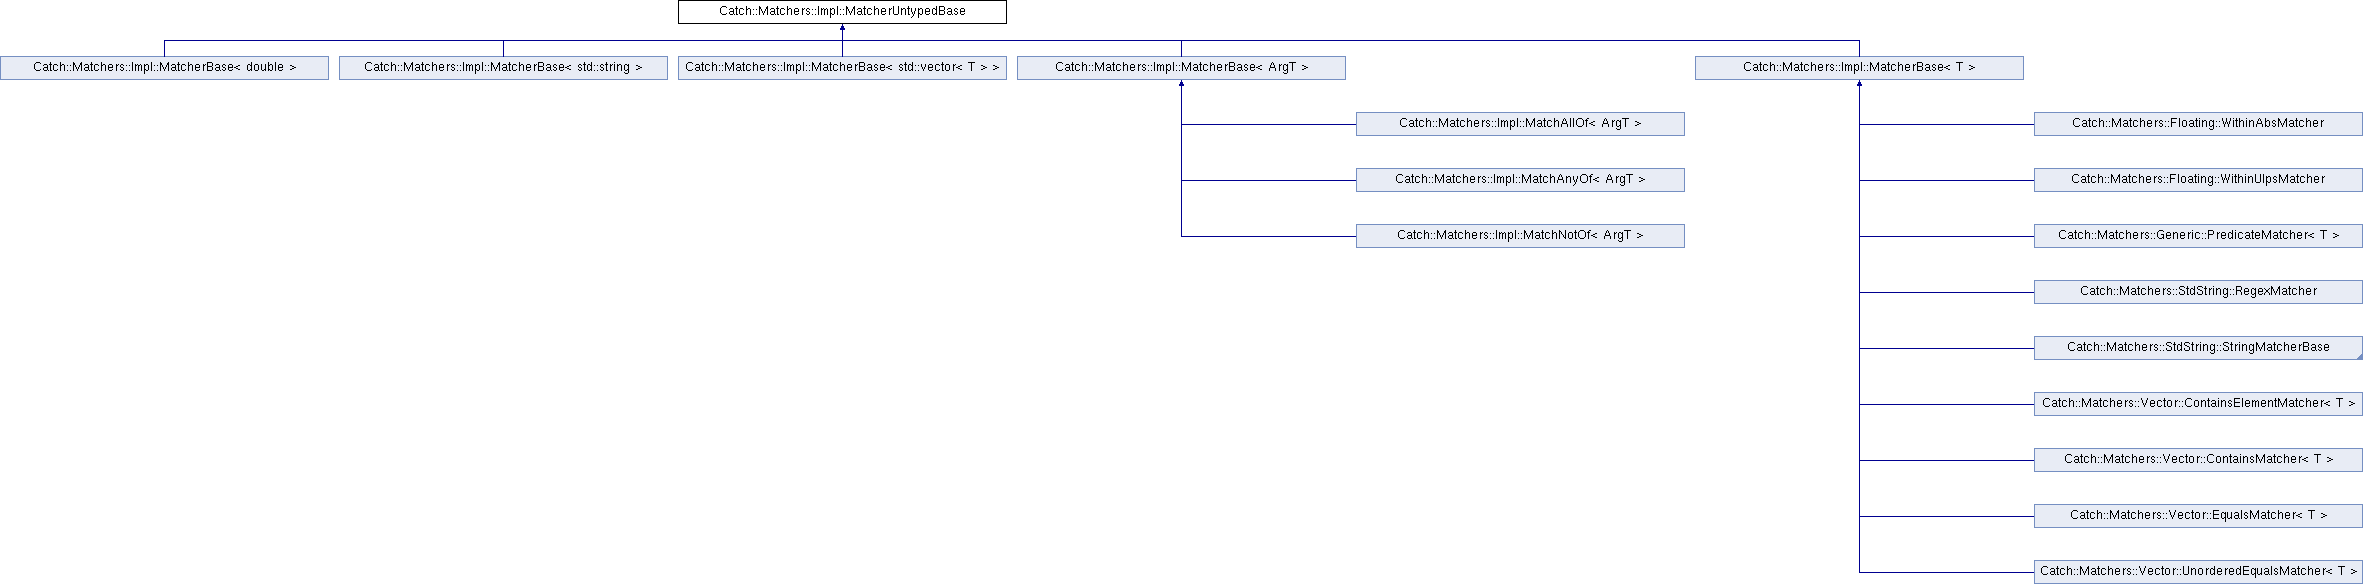 Catch::Matchers::Impl::MatcherUntypedBase
Catch::Matchers::Impl::MatcherBase< double >
Catch::Matchers::Impl::MatcherBase< std::string >
Catch::Matchers::Impl::MatcherBase< std::vector< T > >
Catch::Matchers::Impl::MatcherBase< ArgT >
Catch::Matchers::Impl::MatcherBase< T >
Catch::Matchers::Impl::MatchAllOf< ArgT >
Catch::Matchers::Impl::MatchAnyOf< ArgT >
Catch::Matchers::Impl::MatchNotOf< ArgT >
Catch::Matchers::Floating::WithinAbsMatcher
Catch::Matchers::Floating::WithinUlpsMatcher
Catch::Matchers::Generic::PredicateMatcher< T >
Catch::Matchers::StdString::RegexMatcher
Catch::Matchers::StdString::StringMatcherBase
Catch::Matchers::Vector::ContainsElementMatcher< T >
Catch::Matchers::Vector::ContainsMatcher< T >
Catch::Matchers::Vector::EqualsMatcher< T >
Catch::Matchers::Vector::UnorderedEqualsMatcher< T >